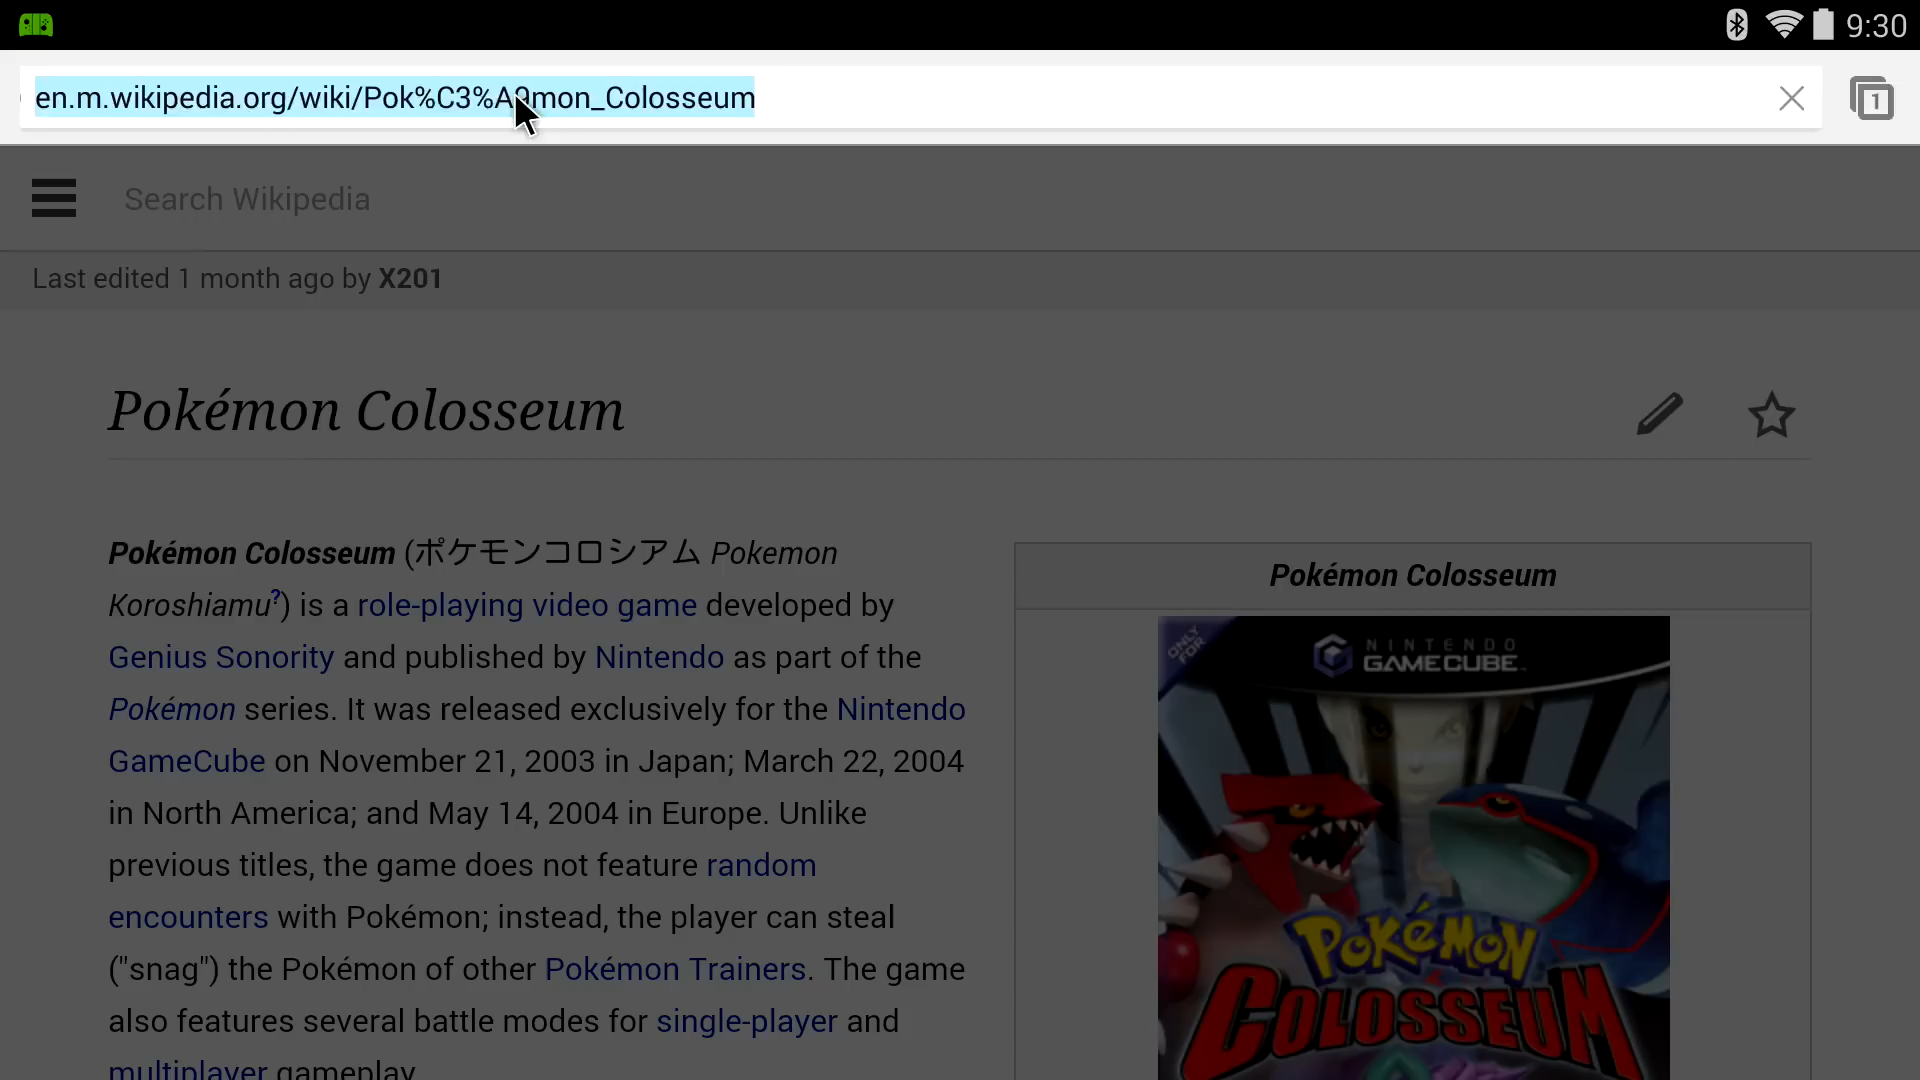 9:30
en.m.wikipedia.org/wiki/Pok%C3%A9mon_Colosseum
1
Search Wikipedia
Last edited 1 month ago by X201
Pokémon Colosseum
Pokémon Colosseum (ポケモンコロシアム Pokemon
Koroshiamu?) is a role-playing video game developed by
Genius Sonority and published by Nintendo as part of the
Pokémon series. It was released exclusively for the Nintendo
GameCube on November 21, 2003 in Japan; March 22, 2004
in North America; and May 14, 2004 in Europe. Unlike
previous titles, the game does not feature random
encounters with Pokémon; instead, the player can steal
("snag") the Pokémon of other Pokémon Trainers. The game
also features several battle modes for single-player and
multiplayer gameplay.
Pokémon Colosseum
ONLY
FOR
NINTENDO
GAMECUBE
POKéMON
COLOSSEUM